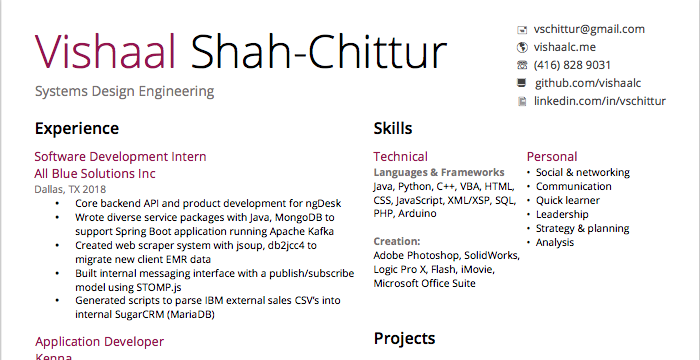 Vishaal Shah-Chittur
Systems Design Engineering
vschittur@gmail.com
vishaalc.me
(416) 828 9031
github.com/vishaalc
linkedin.com/in/vschittur
Experience
Software Development Intern
All Blue Solutions Inc
Dallas, TX 2018
• Core backend API and product development for ngDesk
• Wrote diverse service packages with Java, MongoDB to
support Spring Boot application running Apache Kafka
• Created web scraper system with jsoup, db2jcc4 to
migrate new client EMR data
• Built internal messaging interface with a publish/subscribe
model using STOMP.js
• Generated scripts to parse IBM external sales CSV's into
internal SugarCRM (MariaDB)
Application Developer
Kenna
Skills
Technical
Languages & Frameworks
Java, Python, C++, VBA, HTML,
CSS, JavaScript, XML/XSP, SQL,
PHP, Arduino
Creation:
Adobe Photoshop, SolidWorks,
Logic Pro X, Flash, iMovie,
Microsoft Office Suite
Personal
• Social & networking
• Communication
• Quick learner
• Leadership
• Strategy & planning
• Analysis
Projects